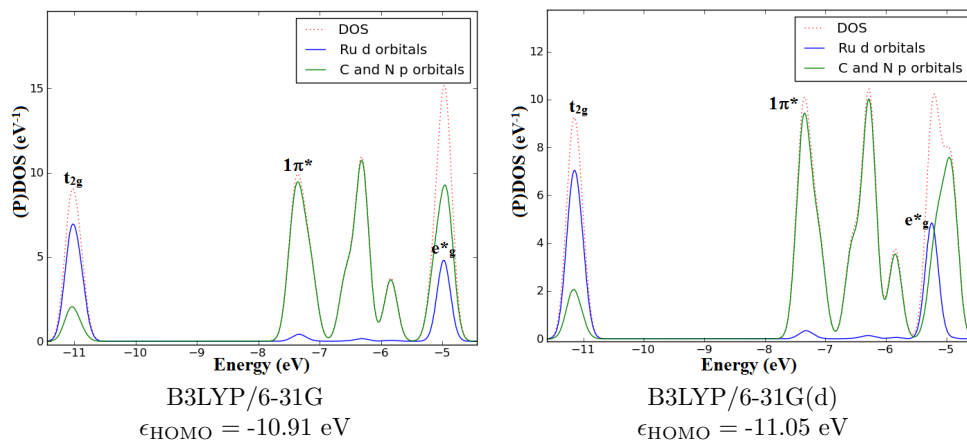 DOS
Ru d orbitals
C and N p orbitals
(P)DOS (eV⁻¹)
15
10
5
0
t₂g
1π*
e*g
−11 −10 −9 −8 −7 −6 −5
Energy (eV)
B3LYP/6-31G
ϵHOMO = -10.91 eV
DOS
Ru d orbitals
C and N p orbitals
(P)DOS (eV⁻¹)
12
10
8
6
4
2
0
t₂g
1π*
e*g
−11 −10 −9 −8 −7 −6 −5
Energy (eV)
B3LYP/6-31G(d)
ϵHOMO = -11.05 eV